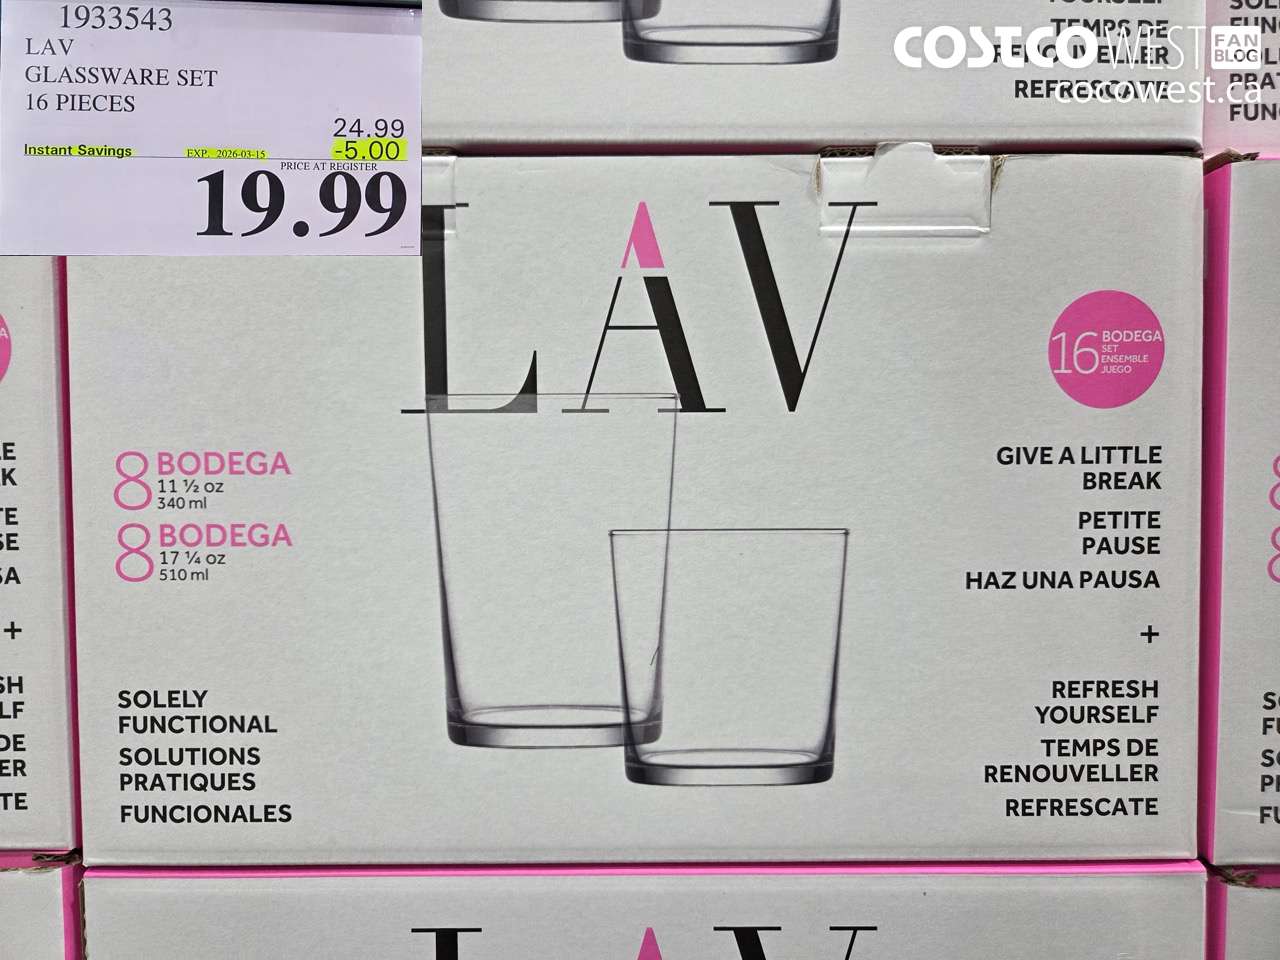 1933543
LAV
GLASSWARE SET
16 PIECES
24.99
Instant Savings EXP. 2026-03-15 -5.00
PRICE AT REGISTER
19.99
COSTCO WEST FAN BLOG
cocowest.ca
TEMPS DE
RENOUVELLER
REFRESCATE
LAV
16 BODEGA
SET
ENSEMBLE
JUEGO
8 BODEGA
11 ½ oz
340 ml
8 BODEGA
17 ¼ oz
510 ml
GIVE A LITTLE
BREAK
PETITE
PAUSE
HAZ UNA PAUSA
+
REFRESH
YOURSELF
TEMPS DE
RENOUVELLER
REFRESCATE
SOLELY
FUNCTIONAL
SOLUTIONS
PRATIQUES
FUNCIONALES